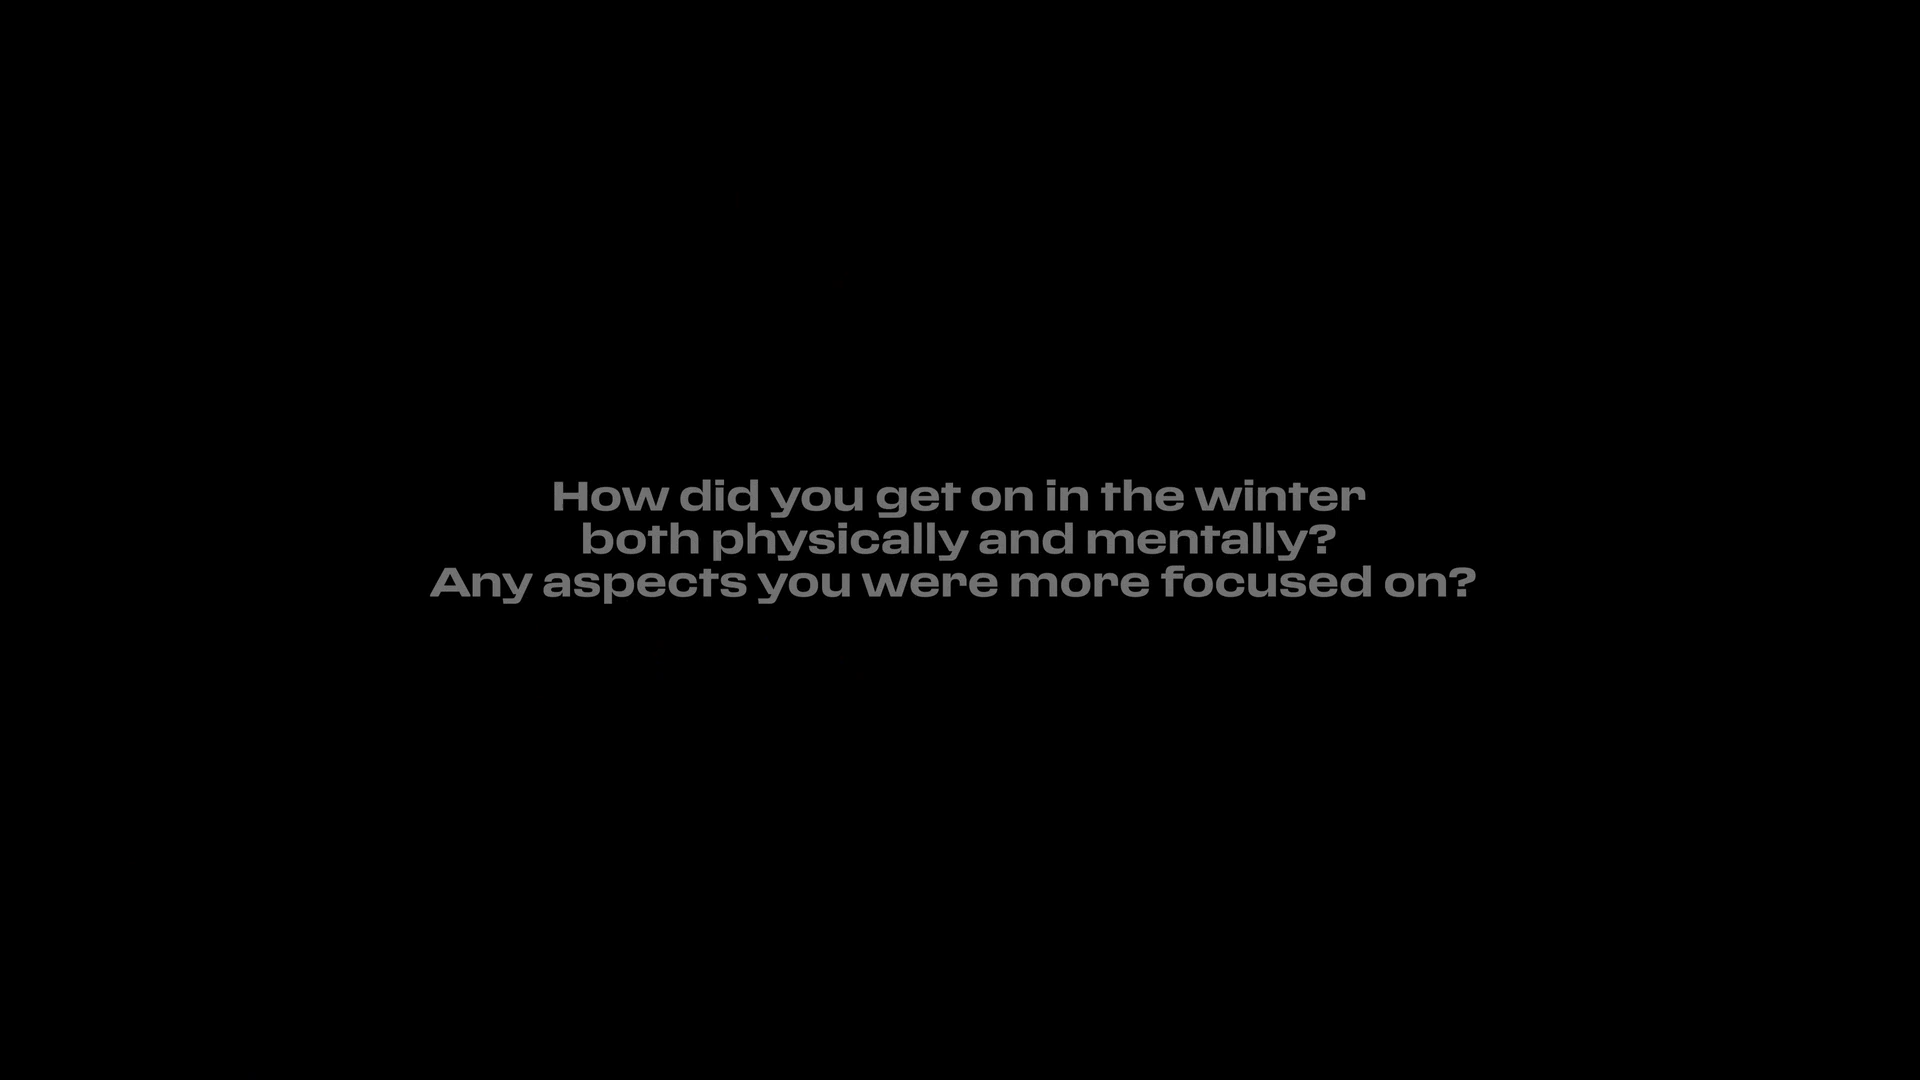 How did you get on in the winter
both physically and mentally?
Any aspects you were more focused on?